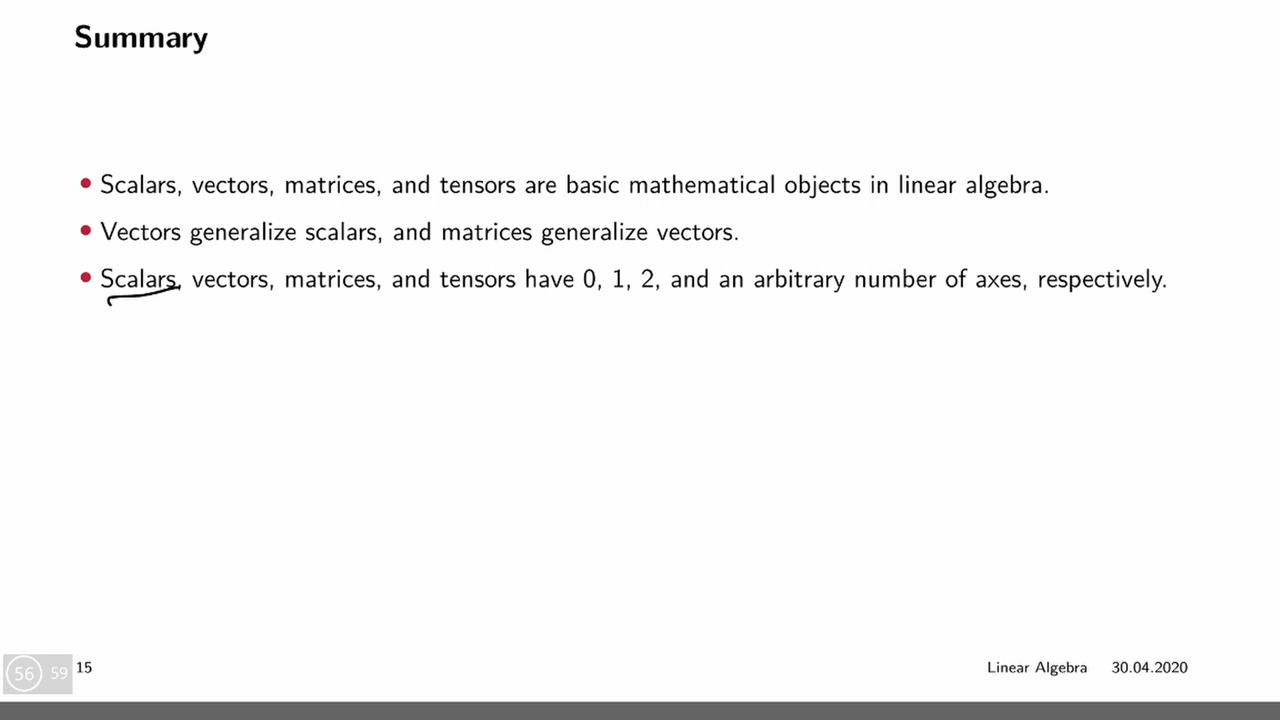 Summary
• Scalars, vectors, matrices, and tensors are basic mathematical objects in linear algebra.
• Vectors generalize scalars, and matrices generalize vectors.
• Scalars, vectors, matrices, and tensors have 0, 1, 2, and an arbitrary number of axes, respectively.
56 59 15 Linear Algebra 30.04.2020